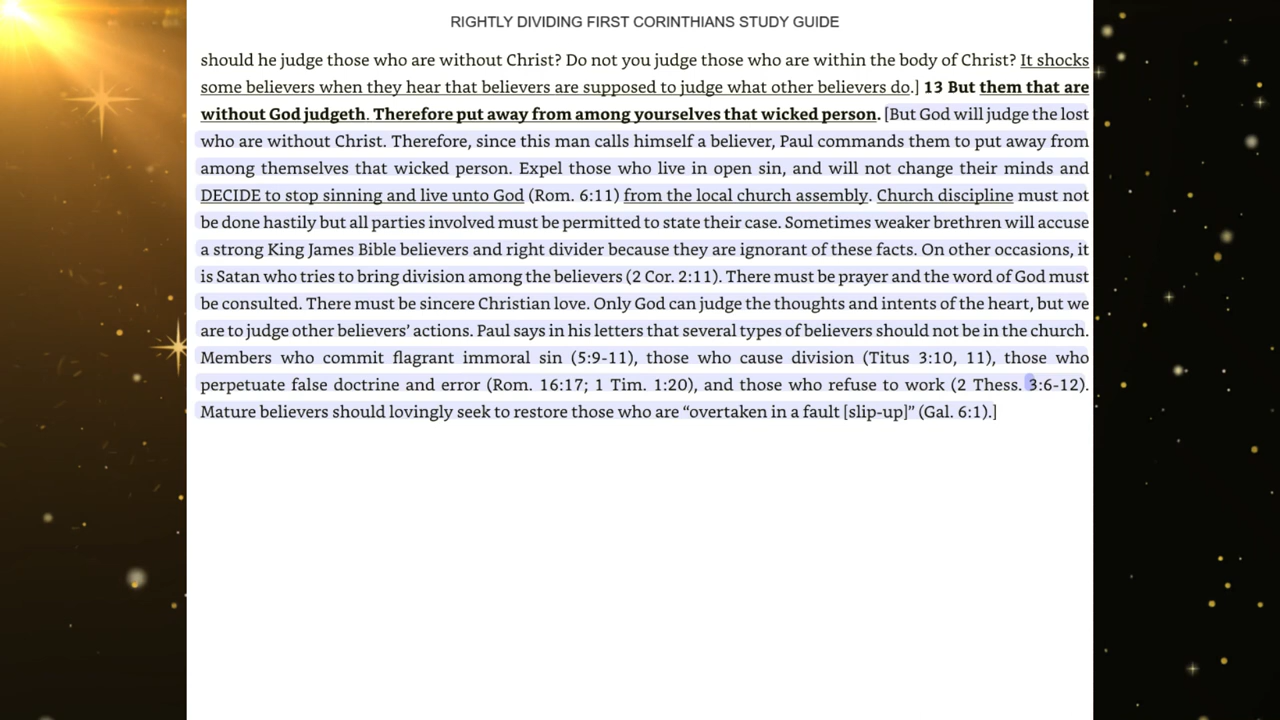 RIGHTLY DIVIDING FIRST CORINTHIANS STUDY GUIDE
should he judge those who are without Christ? Do not you judge those who are within the body of Christ? It shocks
some believers when they hear that believers are supposed to judge what other believers do.] 13 But them that are
without God judgeth. Therefore put away from among yourselves that wicked person. [But God will judge the lost
who are without Christ. Therefore, since this man calls himself a believer, Paul commands them to put away from
among themselves that wicked person. Expel those who live in open sin, and will not change their minds and
DECIDE to stop sinning and live unto God (Rom. 6:11) from the local church assembly. Church discipline must not
be done hastily but all parties involved must be permitted to state their case. Sometimes weaker brethren will accuse
a strong King James Bible believers and right divider because they are ignorant of these facts. On other occasions, it
is Satan who tries to bring division among the believers (2 Cor. 2:11). There must be prayer and the word of God must
be consulted. There must be sincere Christian love. Only God can judge the thoughts and intents of the heart, but we
are to judge other believers’ actions. Paul says in his letters that several types of believers should not be in the church.
Members who commit flagrant immoral sin (5:9-11), those who cause division (Titus 3:10, 11), those who
perpetuate false doctrine and error (Rom. 16:17; 1 Tim. 1:20), and those who refuse to work (2 Thess. 3:6-12).
Mature believers should lovingly seek to restore those who are “overtaken in a fault [slip-up]” (Gal. 6:1).]